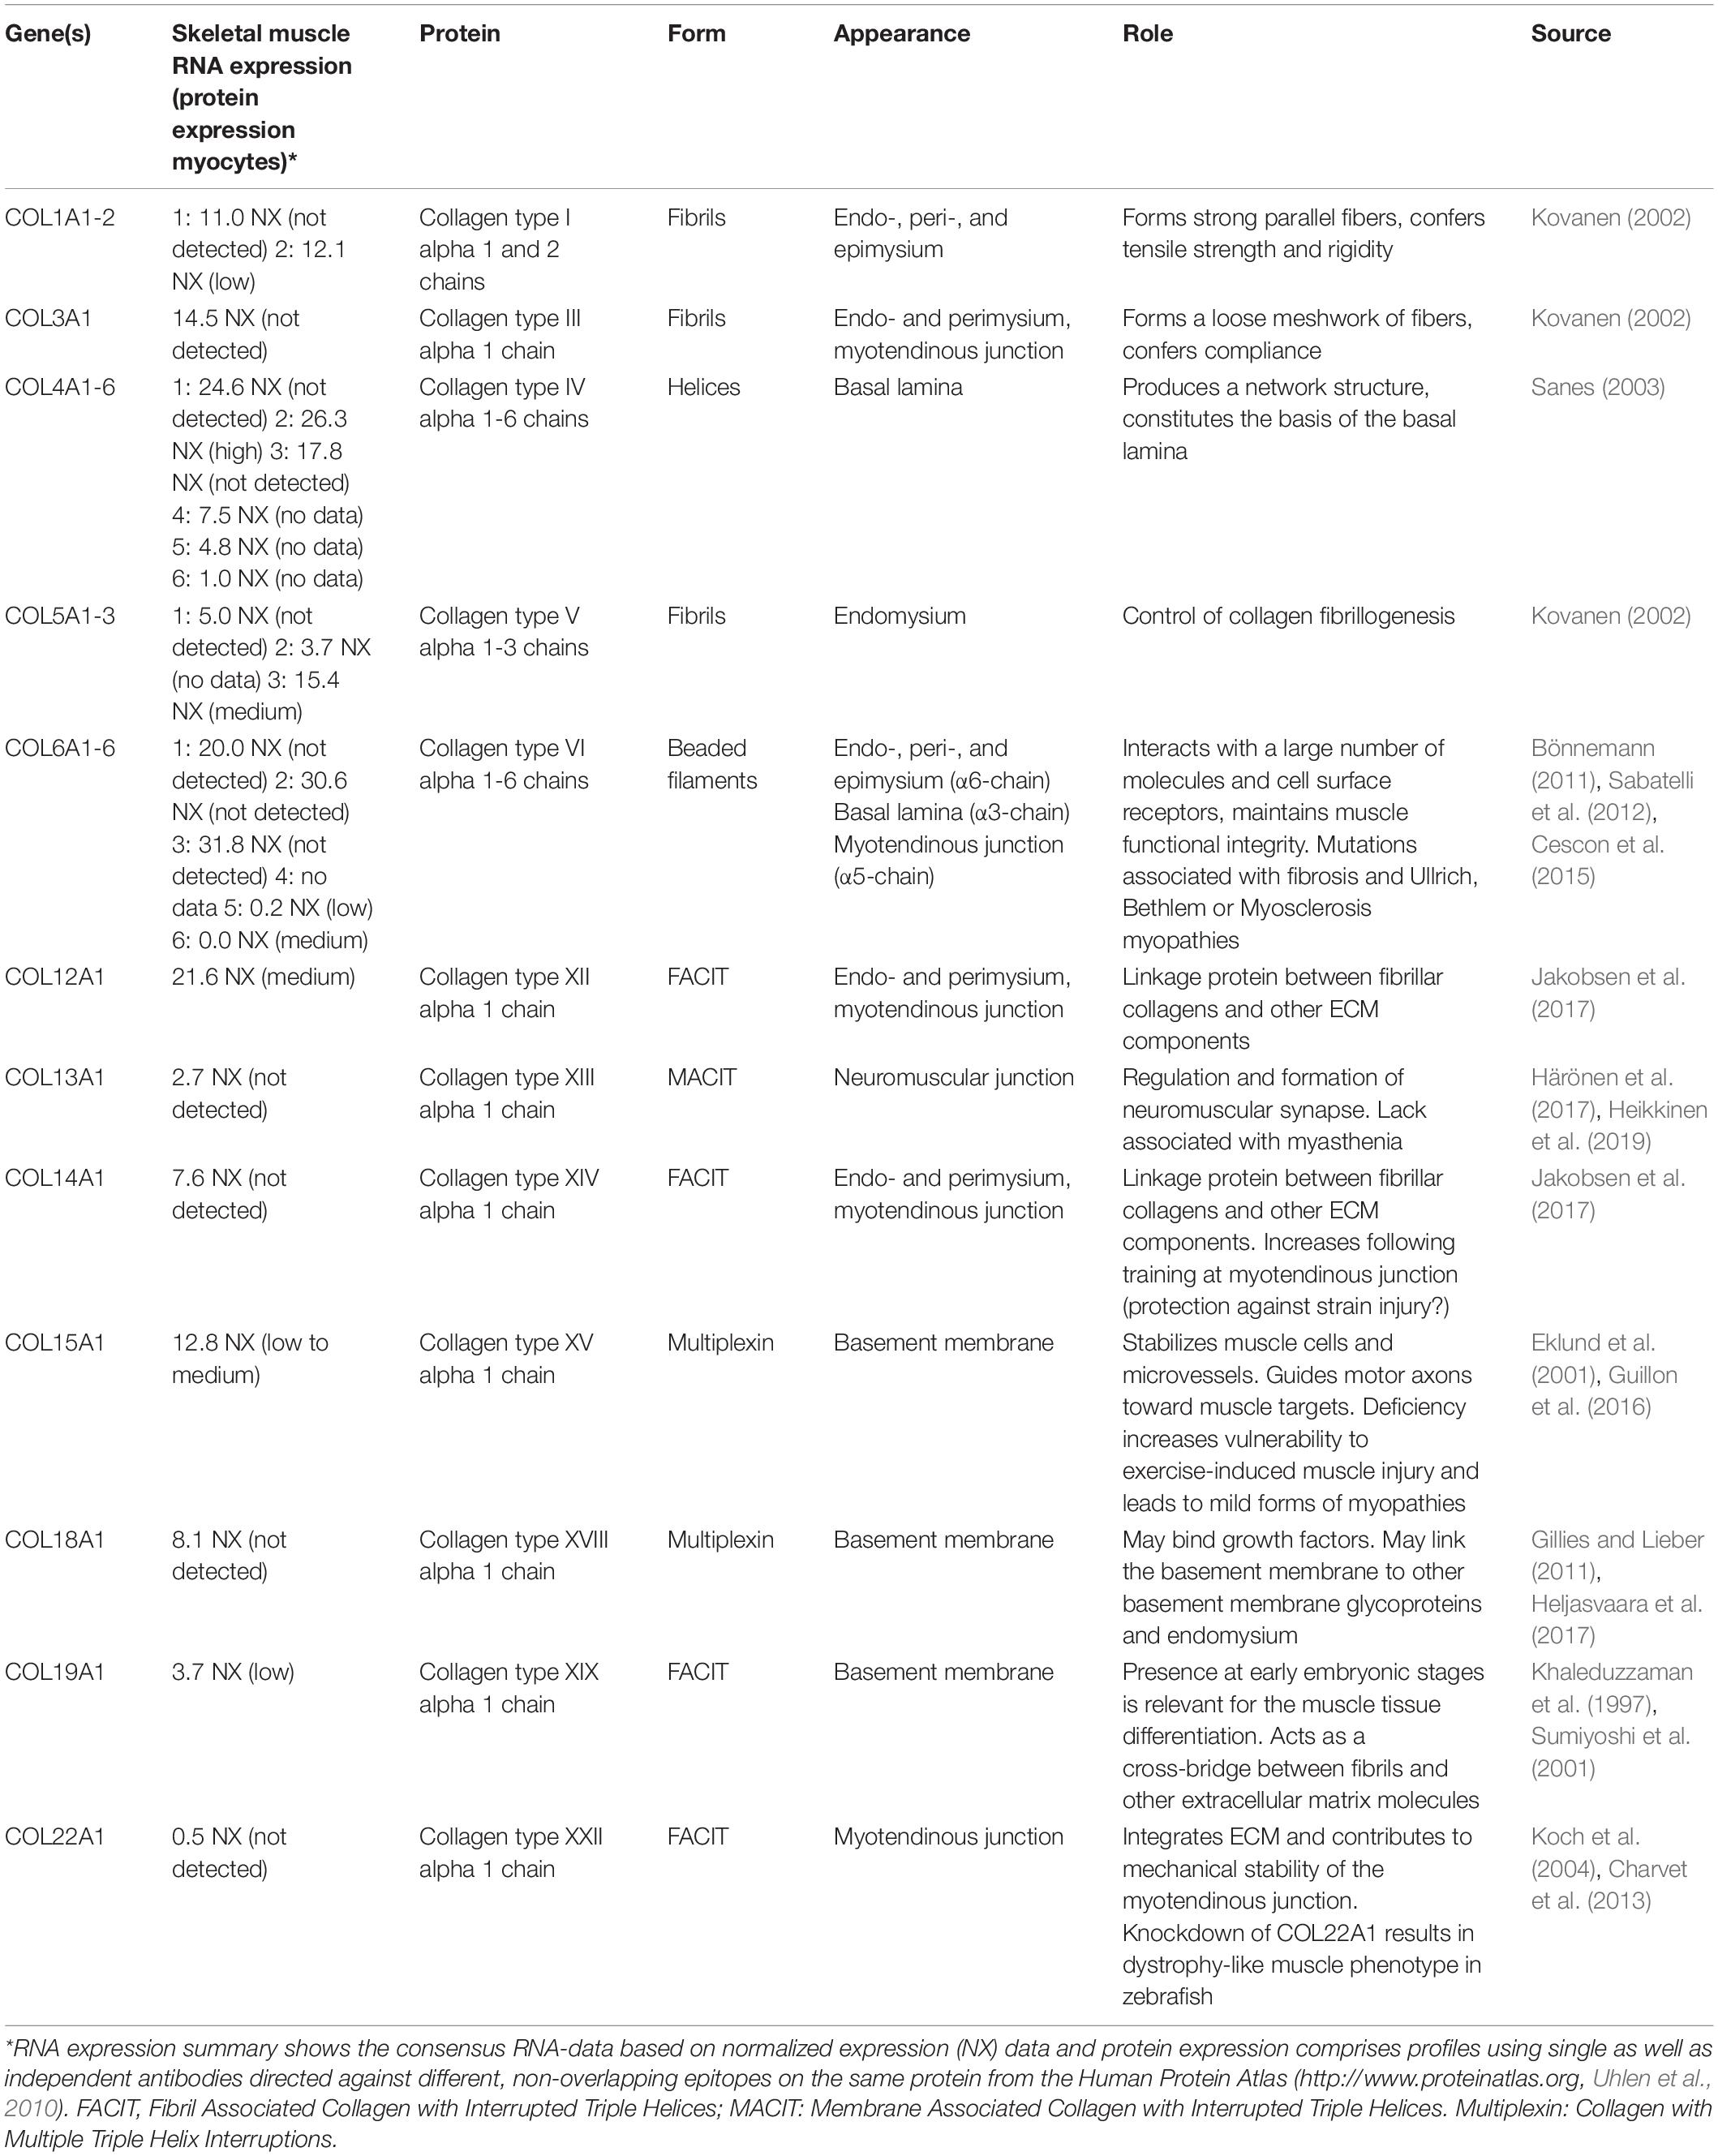 Gene(s)
Skeletal muscle
RNA expression
(protein
expression
myocytes)*
Protein
Form
Appearance
Role
Source
COL1A1-2
1: 11.0 NX (not
detected) 2: 12.1
NX (low)
Collagen type I
alpha 1 and 2
chains
Fibrils
Endo-, peri-, and
epimysium
Forms strong parallel fibers, confers
tensile strength and rigidity
Kovanen (2002)
COL3A1
14.5 NX (not
detected)
Collagen type III
alpha 1 chain
Fibrils
Endo- and perimysium,
myotendinous junction
Forms a loose meshwork of fibers,
confers compliance
Kovanen (2002)
COL4A1-6
1: 24.6 NX (not
detected) 2: 26.3
NX (high) 3: 17.8
NX (not detected)
4: 7.5 NX (no data)
5: 4.8 NX (no data)
6: 1.0 NX (no data)
Collagen type IV
alpha 1-6 chains
Helices
Basal lamina
Produces a network structure,
constitutes the basis of the basal
lamina
Sanes (2003)
COL5A1-3
1: 5.0 NX (not
detected) 2: 3.7 NX
(no data) 3: 15.4
NX (medium)
Collagen type V
alpha 1-3 chains
Fibrils
Endomysium
Control of collagen fibrillogenesis
Kovanen (2002)
COL6A1-6
1: 20.0 NX (not
detected) 2: 30.6
NX (not detected)
3: 31.8 NX (not
detected) 4: no
data 5: 0.2 NX (low)
6: 0.0 NX (medium)
Collagen type VI
alpha 1-6 chains
Beaded
filaments
Endo-, peri-, and
epimysium (α6-chain)
Basal lamina (α3-chain)
Myotendinous junction
(α5-chain)
Interacts with a large number of
molecules and cell surface
receptors, maintains muscle
functional integrity. Mutations
associated with fibrosis and Ullrich,
Bethlem or Myosclerosis
myopathies
Bönnemann
(2011), Sabatelli
et al. (2012),
Cescon et al.
(2015)
COL12A1
21.6 NX (medium)
Collagen type XII
alpha 1 chain
FACIT
Endo- and perimysium,
myotendinous junction
Linkage protein between fibrillar
collagens and other ECM
components
Jakobsen et al.
(2017)
COL13A1
2.7 NX (not
detected)
Collagen type XIII
alpha 1 chain
MACIT
Neuromuscular junction
Regulation and formation of
neuromuscular synapse. Lack
associated with myasthenia
Härönen et al.
(2017), Heikkinen
et al. (2019)
COL14A1
7.6 NX (not
detected)
Collagen type XIV
alpha 1 chain
FACIT
Endo- and perimysium,
myotendinous junction
Linkage protein between fibrillar
collagens and other ECM
components. Increases following
training at myotendinous junction
(protection against strain injury?)
Jakobsen et al.
(2017)
COL15A1
12.8 NX (low to
medium)
Collagen type XV
alpha 1 chain
Multiplexin
Basement membrane
Stabilizes muscle cells and
microvessels. Guides motor axons
toward muscle targets. Deficiency
increases vulnerability to
exercise-induced muscle injury and
leads to mild forms of myopathies
Eklund et al.
(2001), Guillon
et al. (2016)
COL18A1
8.1 NX (not
detected)
Collagen type XVIII
alpha 1 chain
Multiplexin
Basement membrane
May bind growth factors. May link
the basement membrane to other
basement membrane glycoproteins
and endomysium
Gillies and Lieber
(2011),
Heljasvaara et al.
(2017)
COL19A1
3.7 NX (low)
Collagen type XIX
alpha 1 chain
FACIT
Basement membrane
Presence at early embryonic stages
is relevant for the muscle tissue
differentiation. Acts as a
cross-bridge between fibrils and
other extracellular matrix molecules
Khaleduzzaman
et al. (1997),
Sumiyoshi et al.
(2001)
COL22A1
0.5 NX (not
detected)
Collagen type XXII
alpha 1 chain
FACIT
Myotendinous junction
Integrates ECM and contributes to
mechanical stability of the
myotendinous junction.
Knockdown of COL22A1 results in
dystrophy-like muscle phenotype in
zebrafish
Koch et al.
(2004), Charvet
et al. (2013)
*RNA expression summary shows the consensus RNA-data based on normalized expression (NX) data and protein expression comprises profiles using single as well as
independent antibodies directed against different, non-overlapping epitopes on the same protein from the Human Protein Atlas (http://www.proteinatlas.org, Uhlen et al.,
2010). FACIT, Fibril Associated Collagen with Interrupted Triple Helices; MACIT: Membrane Associated Collagen with Interrupted Triple Helices. Multiplexin: Collagen with
Multiple Triple Helix Interruptions.